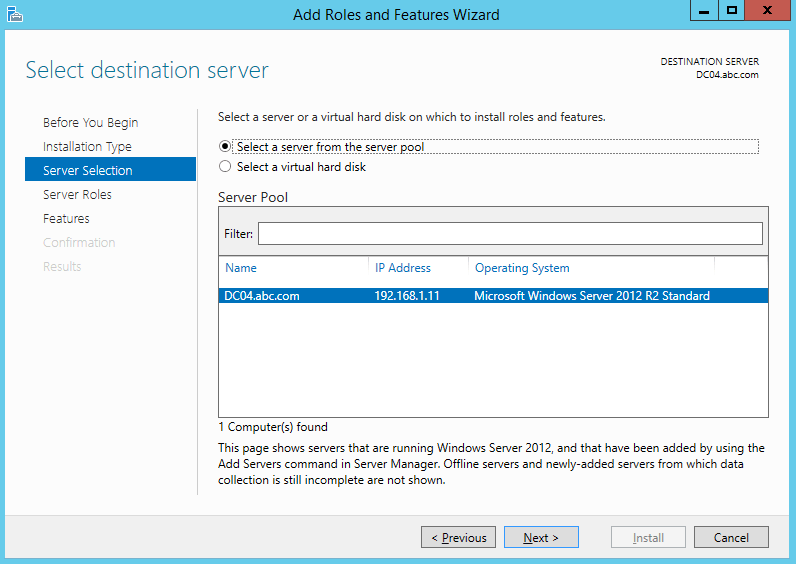 Add Roles and Features Wizard
Select destination server
DESTINATION SERVER
DC04.abc.com
Before You Begin
Installation Type
Server Selection
Server Roles
Features
Confirmation
Results
Select a server or a virtual hard disk on which to install roles and features.
Select a server from the server pool
Select a virtual hard disk
Server Pool
Filter:
Name IP Address Operating System
DC04.abc.com 192.168.1.11 Microsoft Windows Server 2012 R2 Standard
1 Computer(s) found
This page shows servers that are running Windows Server 2012, and that have been added by using the
Add Servers command in Server Manager. Offline servers and newly-added servers from which data
collection is still incomplete are not shown.
< Previous Next > Install Cancel